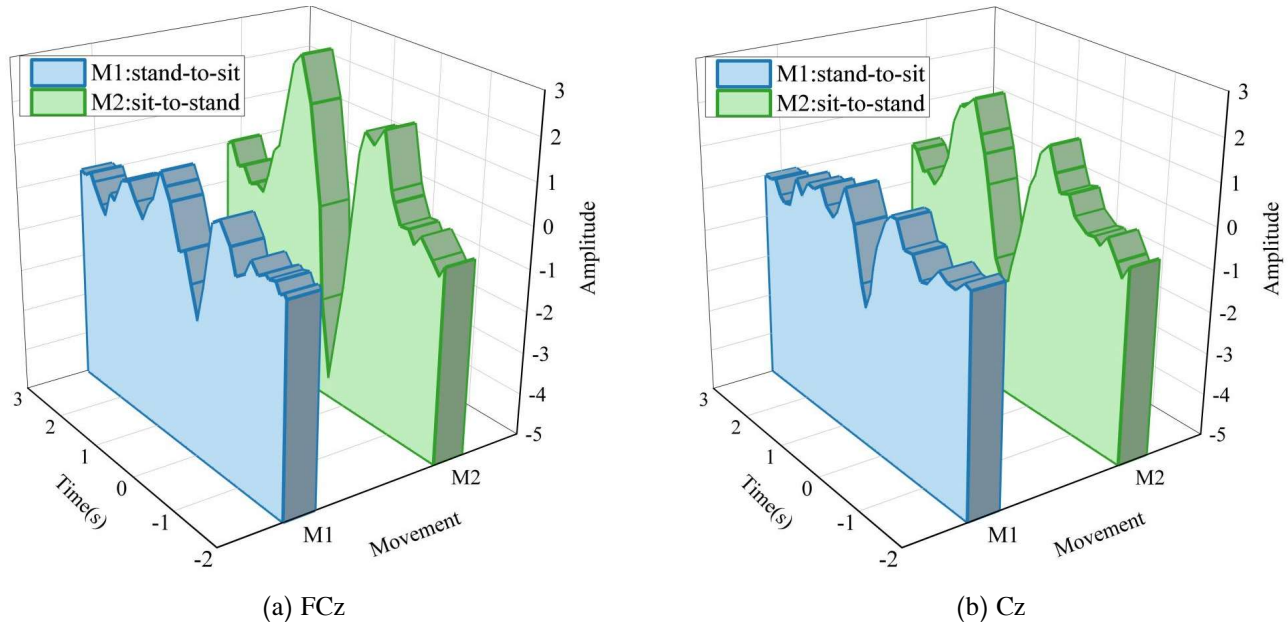 M1:stand-to-sit
M2:sit-to-stand
3
2
1
0
-1
-2
-3
-4
-5
Amplitude
3
2
1
0
-1
-2
Time(s)
M1
M2
Movement
(a) FCz
M1:stand-to-sit
M2:sit-to-stand
3
2
1
0
-1
-2
-3
-4
-5
Amplitude
3
2
1
0
-1
-2
Time(s)
M1
M2
Movement
(b) Cz